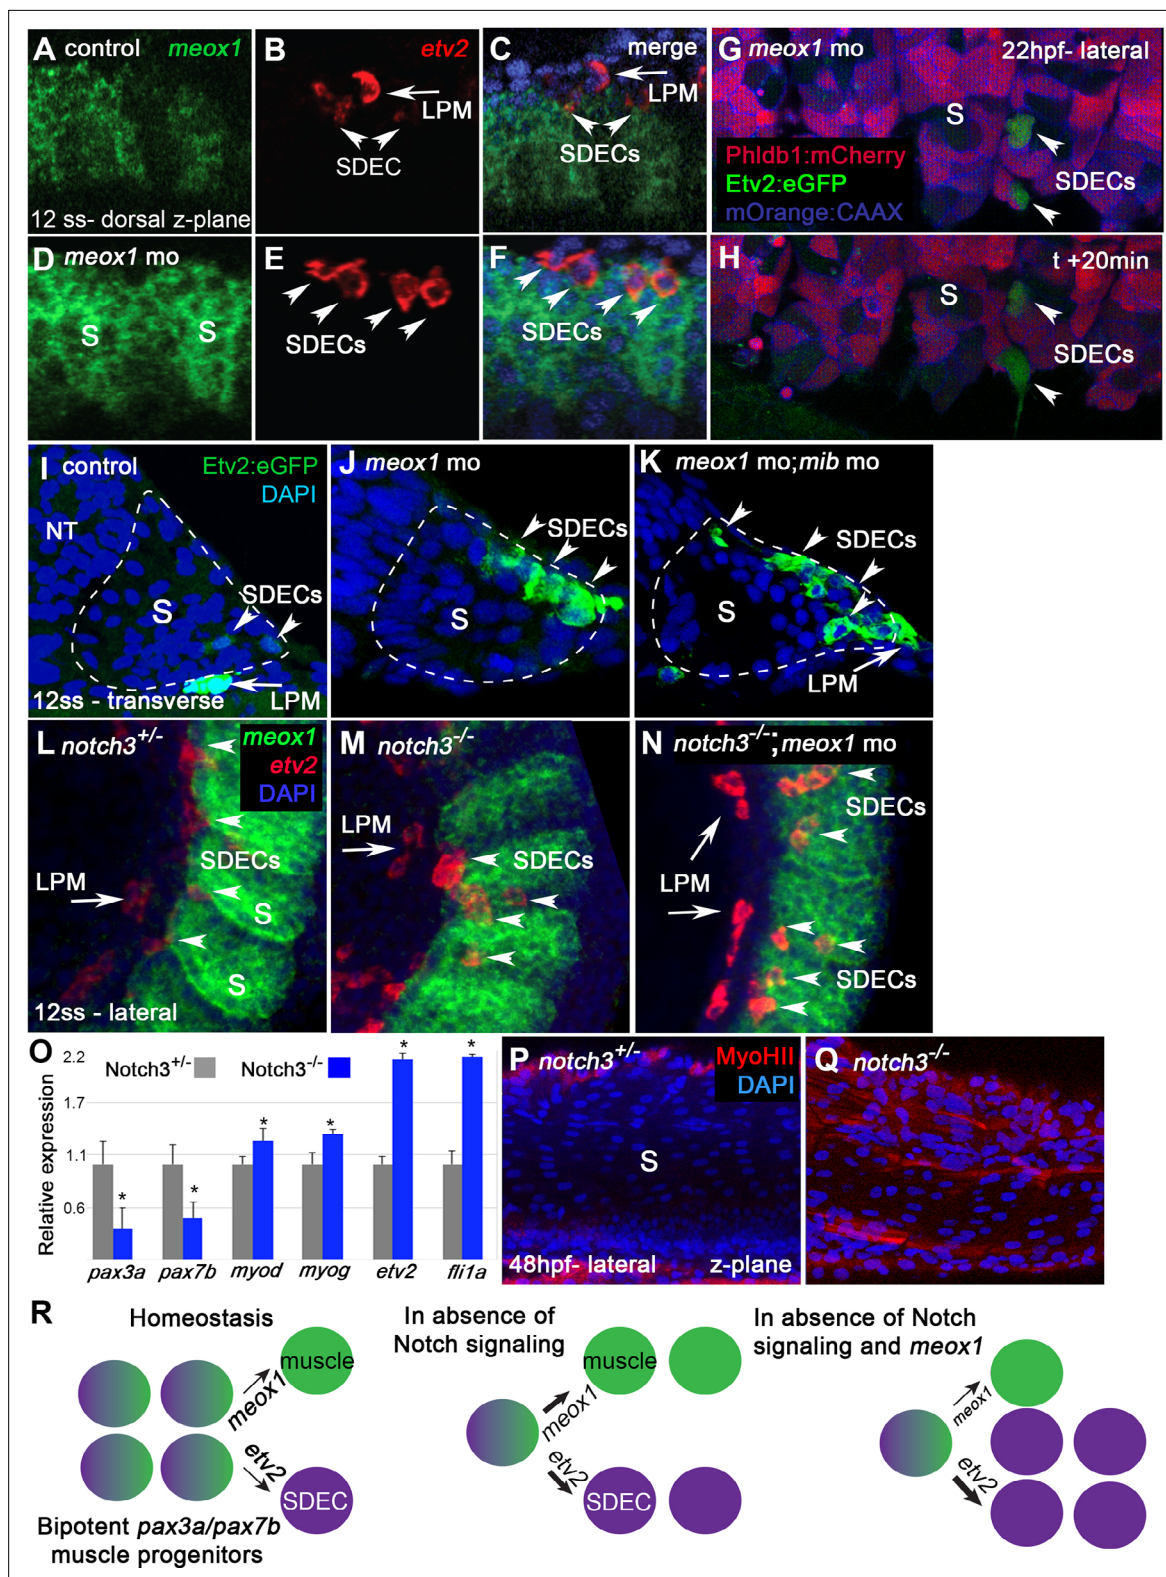 A control meox1
12 ss- dorsal z-plane
B etv2
LPM
SDEC
C merge
LPM
SDECs
G meox1 mo 22hpf- lateral
S
Phldb1:mCherry
Etv2:eGFP
mOrange:CAAX
SDECs
D meox1 mo
S S
E
SDECs
F
SDECs
H t +20min
S
SDECs
I control Etv2:eGFP
DAPI
NT
S
SDECs
LPM
12ss - transverse
J meox1 mo
SDECs
S
K meox1 mo;mib mo
SDECs
S
LPM
L notch3+/- meox1
etv2
DAPI
SDECs
LPM
S
S
12ss - lateral
M notch3-/-
LPM
SDECs
N notch3-/-;meox1 mo
SDECs
LPM
SDECs
O
Relative expression
2.2
1.7
1.1
0.6
Notch3+/- Notch3-/-
* * * * * *
pax3a pax7b myod myog etv2 fli1a
P notch3+/- MyoHII
DAPI
S
48hpf- lateral z-plane
Q notch3-/-
R
Homeostasis
muscle
meox1
etv2
SDEC
Bipotent pax3a/pax7b
muscle progenitors
In absence of
Notch signaling
muscle
meox1
etv2
SDEC
In absence of Notch
signaling and meox1
meox1
etv2